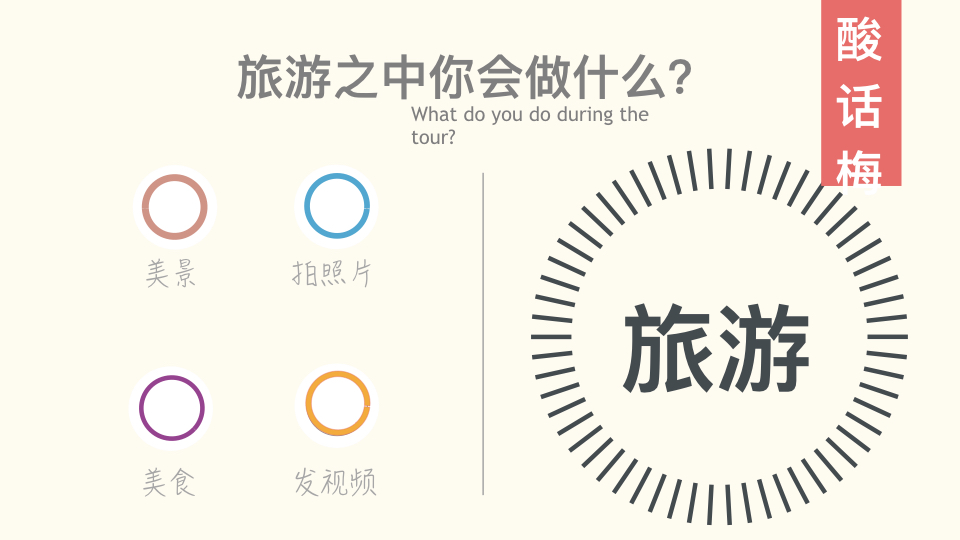 旅游之中你会做什么?
What do you do during the
tour?
酸
话
梅
美景
拍照片
美食
发视频
旅游